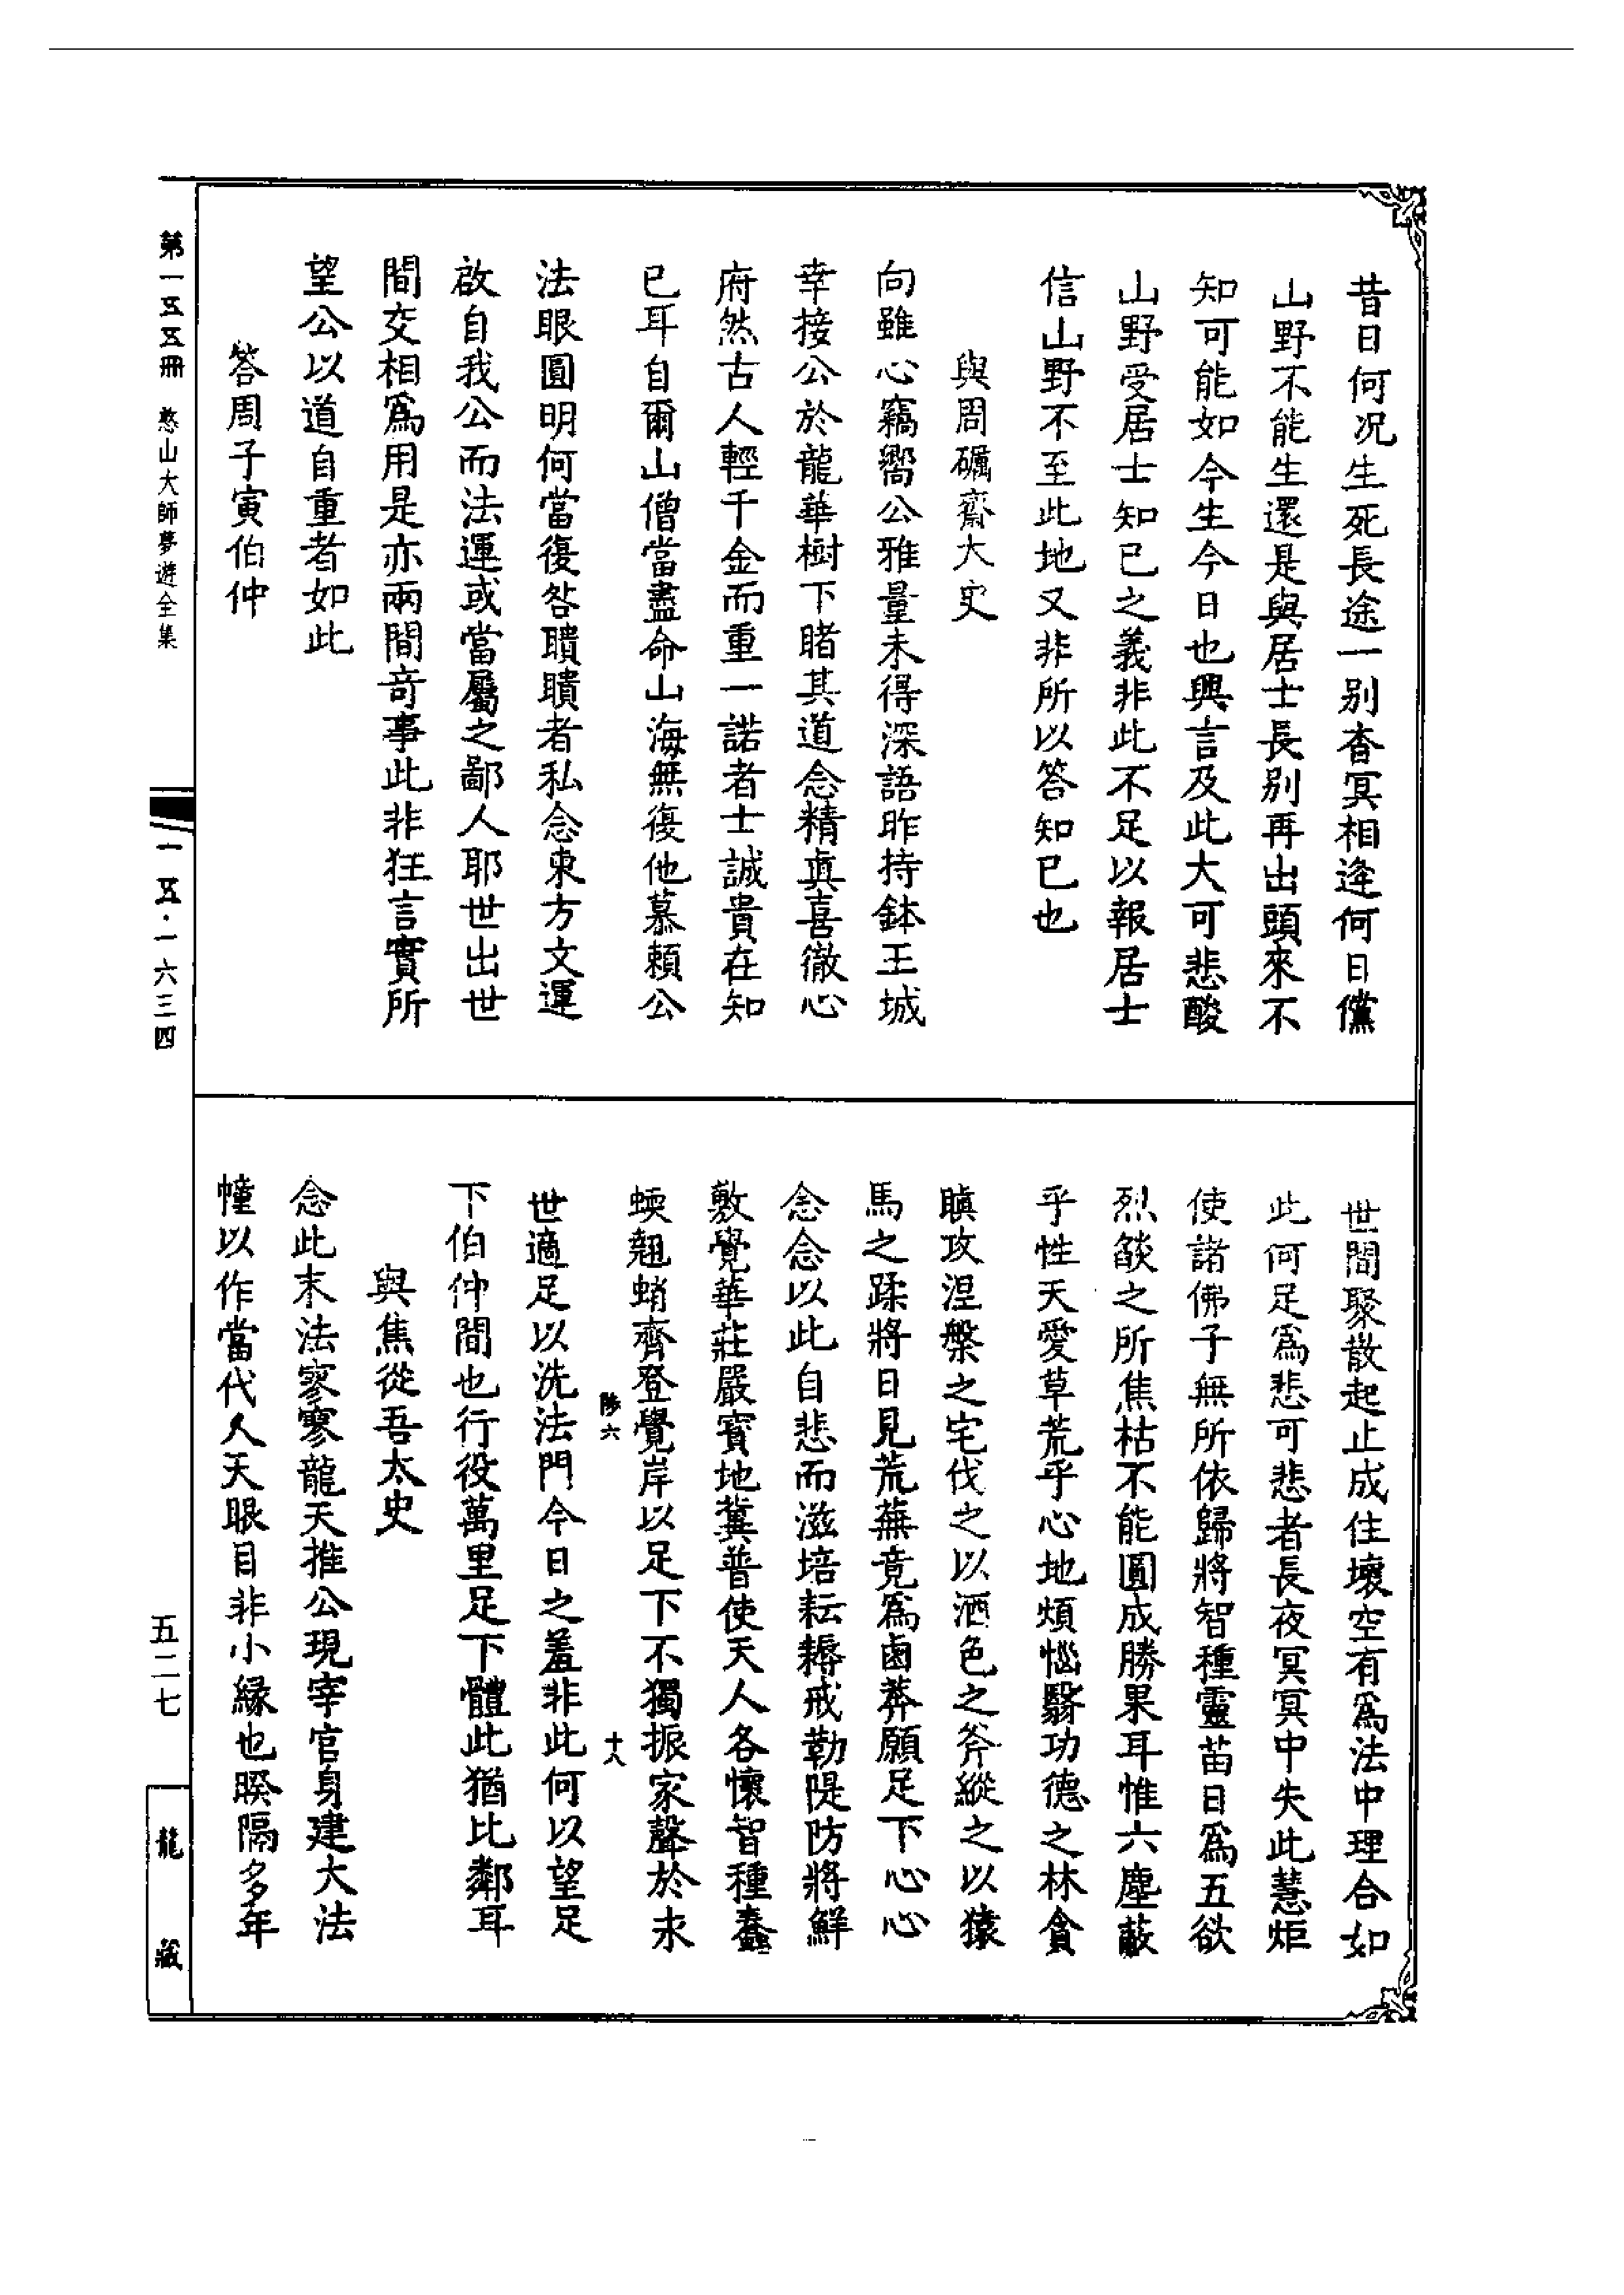 昔日何况生死長途一别杳冥相逢何日儻
山野不能生還是與居士長别再出頭來不
知可能如今生今日也興言及此大可悲酸
山野受居士知己之義非此不足以報居士
信山野不至此地又非所以答知已也
與周礪齋大史
向雖心竊嚮公雅量未得深語昨持鉢王城
幸接公於龍華樹下睹其道念精眞喜徹心
府然古人輕千金而重一諾者士誠貴在知
已耳自爾山僧當盡命山海無復他慕賴公
法眼圓明何當復咎聵聵者私念東方文運
啟自我公而法運或當屬之鄙人耶世出世
間交相爲用是亦兩間竒事此非狂言實所
望公以道自重者如此
答周子寅伯仲
世間聚散起止成住壞空有爲法中理合如
此何足爲悲可悲者長夜冥冥中失此慧炬
使諸佛子無所依歸將智種靈苗日爲五欲
烈燄之所焦枯不能圓成勝果耳惟六塵蔽
乎性天愛草荒乎心地煩惱翳功德之林貪
瞋攻涅槃之宅伐之以酒色之斧縱之以猿
馬之蹂將日見荒蕪竟爲鹵莽願足下心心
念念以此自悲而滋培耘耨戒勒隄防將鮮
敷覺華莊嚴寳地冀普使天人各懷智種蠢
蝡翹蛸齊登覺岸以足下不獨振家聲於末
世適足以洗法門今日之羞非此何以望足
下伯仲間也行役萬里足下體此猶比鄰耳
與焦從吾太史
念此末法寥寥龍天推公現宰官身建大法
幢以作當代人天眼目非小緣也暌隔多年
陟六
十八
第一五五冊 憨山大師夢遊全集
一五·一六三四
五二七
龍藏